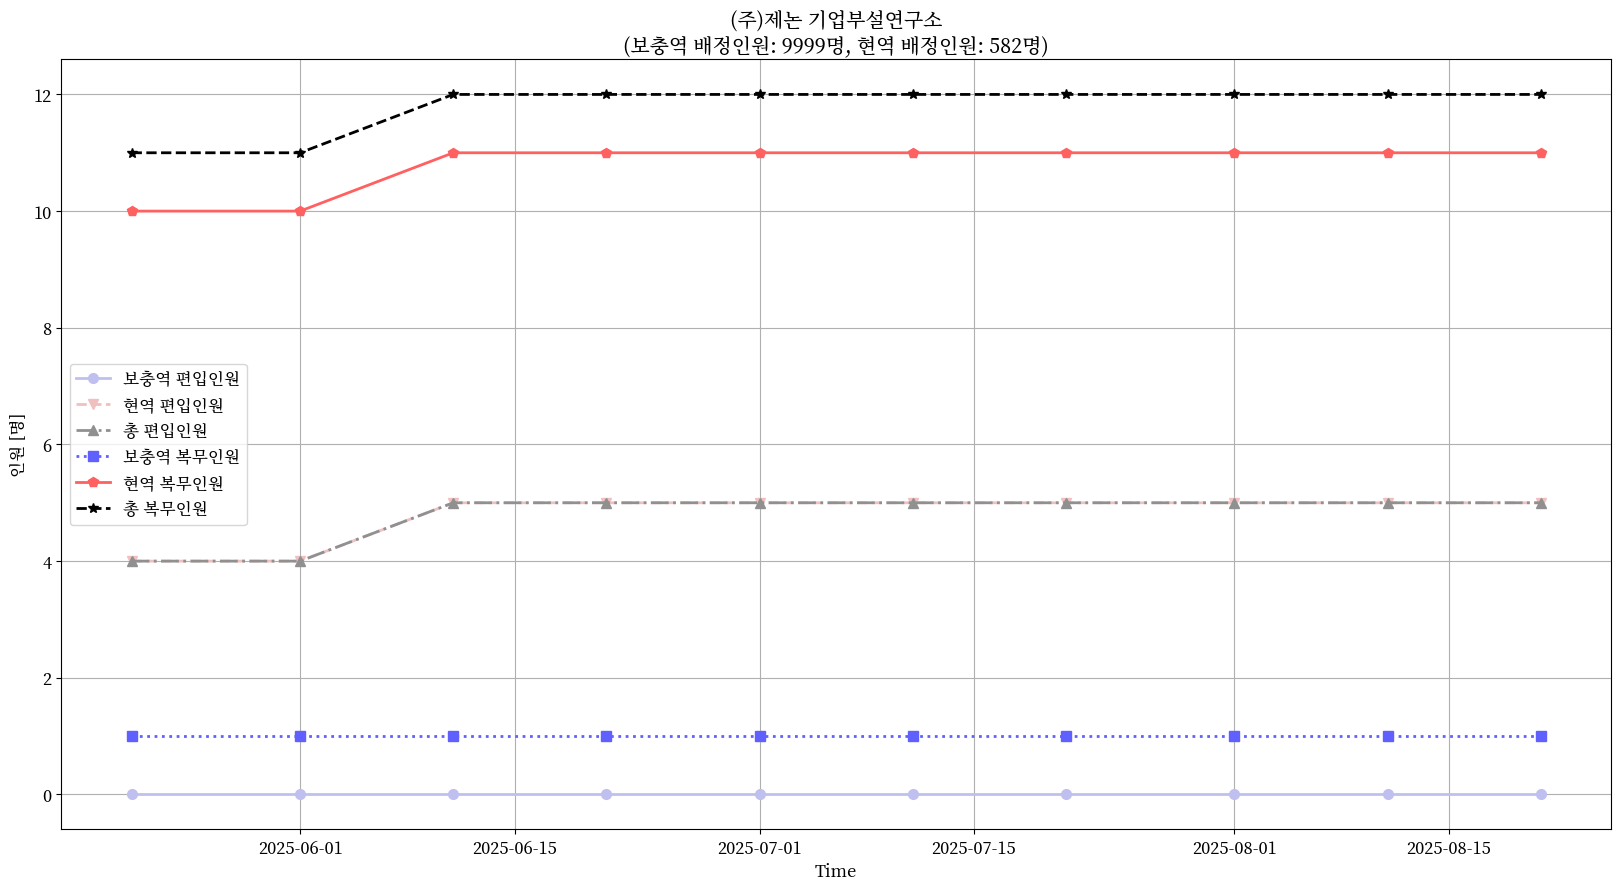 (주)제논 기업부설연구소
(보충역 배정인원: 9999명, 현역 배정인원: 582명)
12
10
8
6
4
2
0
인원 [명]
보충역 편입인원
현역 편입인원
총 편입인원
보충역 복무인원
현역 복무인원
총 복무인원
2025-06-01
2025-06-15
2025-07-01
2025-07-15
2025-08-01
2025-08-15
Time